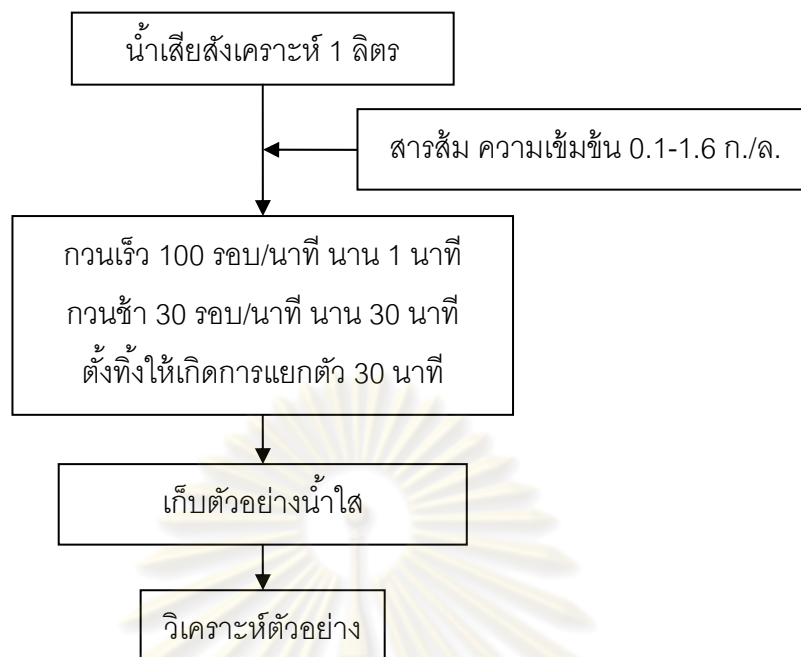 น้ำเสียสังเคราะห์ 1 ลิตร
สารส้ม ความเข้มข้น 0.1-1.6 ก./ล.
กวนเร็ว 100 รอบ/นาที นาน 1 นาที
กวนช้า 30 รอบ/นาที นาน 30 นาที
ตั้งทิ้งให้เกิดการแยกตัว 30 นาที
เก็บตัวอย่างน้ำใส
วิเคราะห์ตัวอย่าง